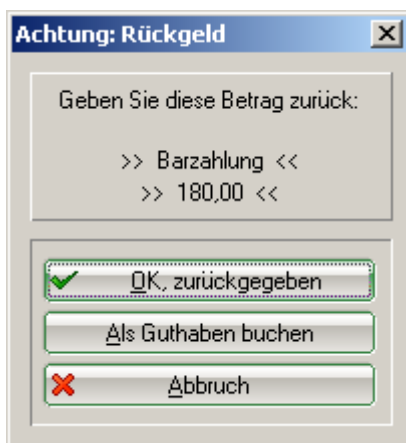 Achtung: Rückgeld
Geben Sie diese Betrag zurück:
>> Barzahlung <<
>> 180,00 <<
OK, zurückgegeben
Als Guthaben buchen
Abbruch